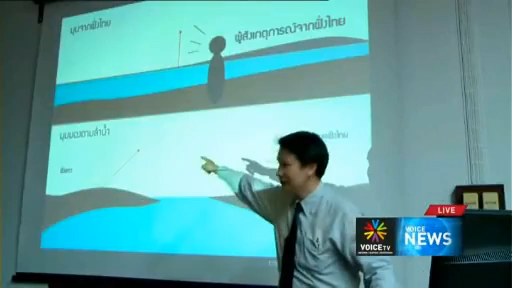 มุมจากฝั่งไทย
ผู้สังเกตุการณ์จากฝั่งไทย
มุมมองตามลำน้ำ
LIVE
VOICE TV
VOICE
NEWS